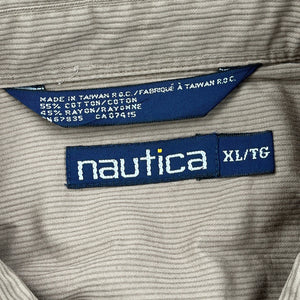 MADE IN TAIWAN R.O.C./FABRIQUÉ À TAIWAN R.O.C.
55% COTTON/COTON
45% RAYON/RAYONNE
RN67835 CA07415
nautica XL/TG